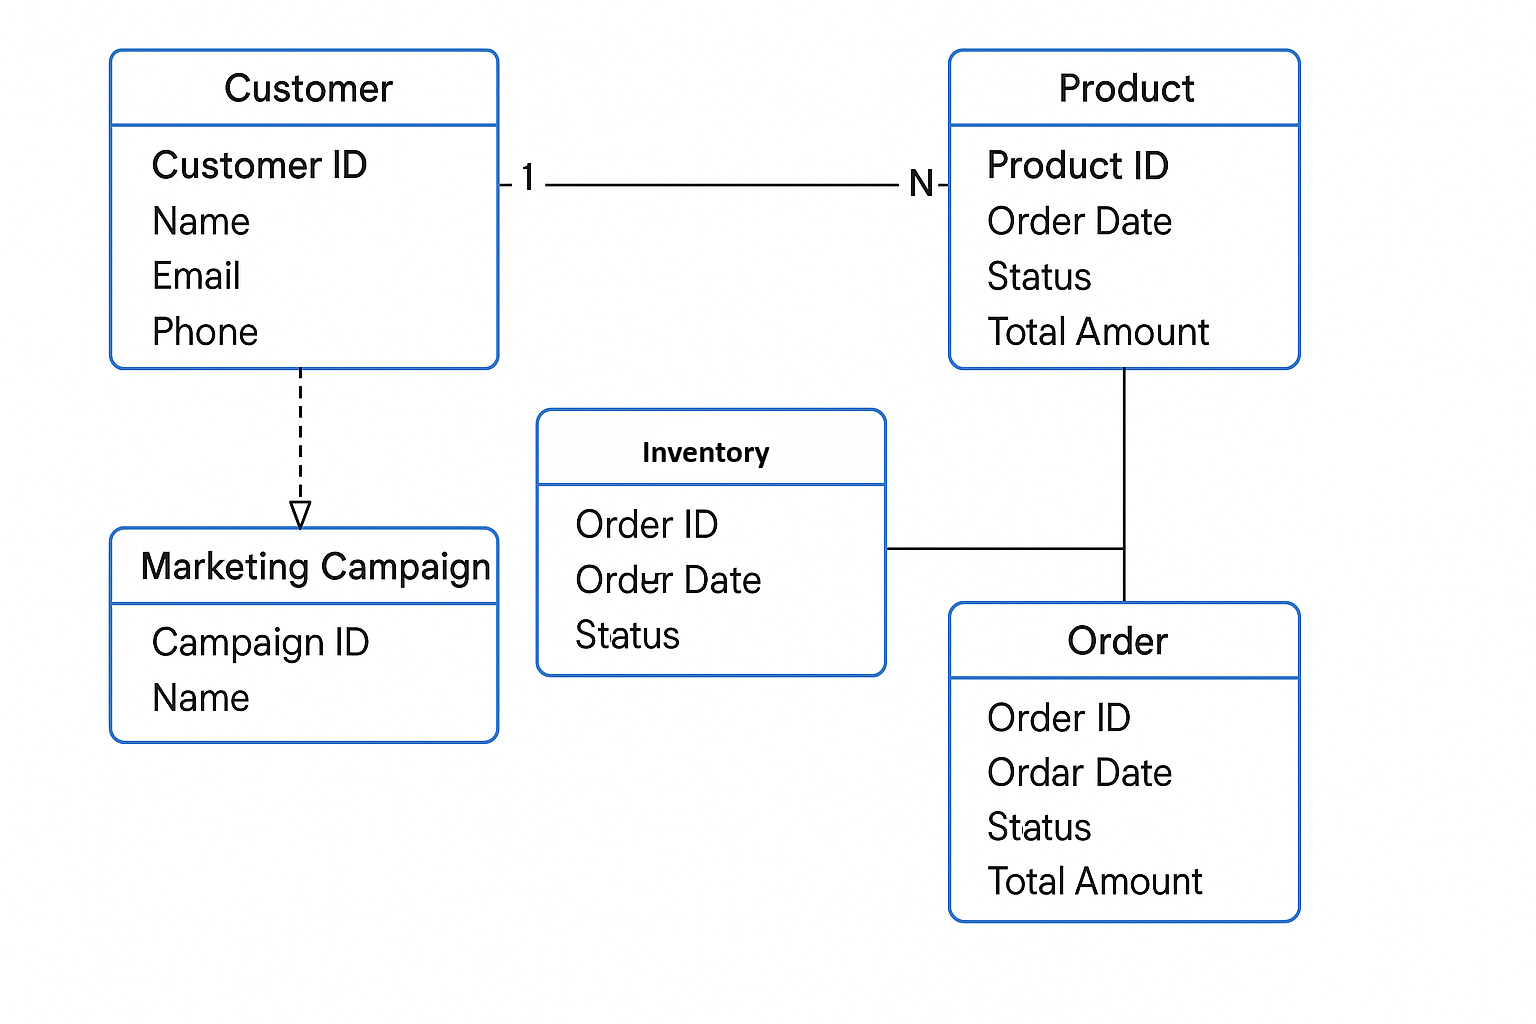 Customer
Customer ID
Name
Email
Phone
1
N
Product
Product ID
Order Date
Status
Total Amount
Inventory
Order ID
Order Date
Status
Marketing Campaign
Campaign ID
Name
Order
Order ID
Ordar Date
Status
Total Amount